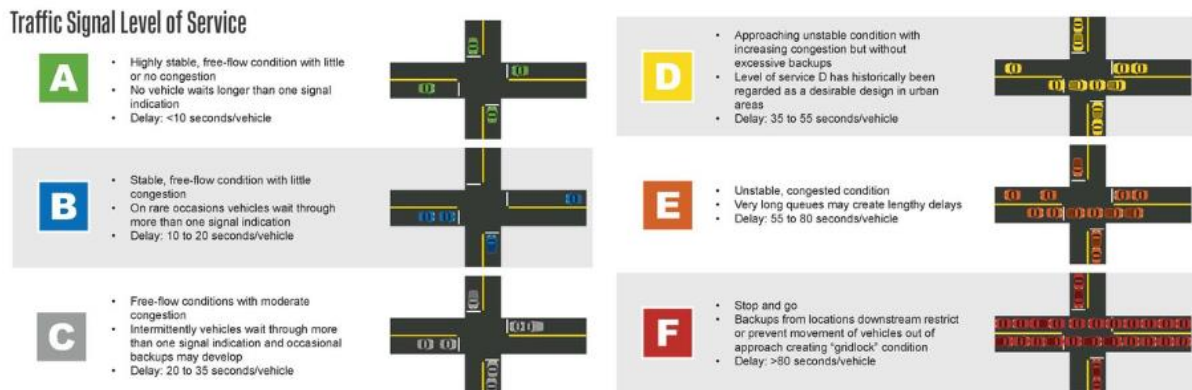 Traffic Signal Level of Service
A
• Highly stable, free-flow condition with little
or no congestion
• No vehicle waits longer than one signal
indication
• Delay: <10 seconds/vehicle
B
• Stable, free-flow condition with little
congestion
• On rare occasions vehicles wait through
more than one signal indication
• Delay: 10 to 20 seconds/vehicle
C
• Free-flow conditions with moderate
congestion
• Intermittently vehicles wait through more
than one signal indication and occasional
backups may develop
• Delay: 20 to 35 seconds/vehicle
D
• Approaching unstable condition with
increasing congestion but without
excessive backups
• Level of service D has historically been
regarded as a desirable design in urban
areas
• Delay: 35 to 55 seconds/vehicle
E
• Unstable, congested condition
• Very long queues may create lengthy delays
• Delay: 55 to 80 seconds/vehicle
F
• Stop and go
• Backups from locations downstream restrict
or prevent movement of vehicles out of
approach creating “gridlock” condition
• Delay: >80 seconds/vehicle